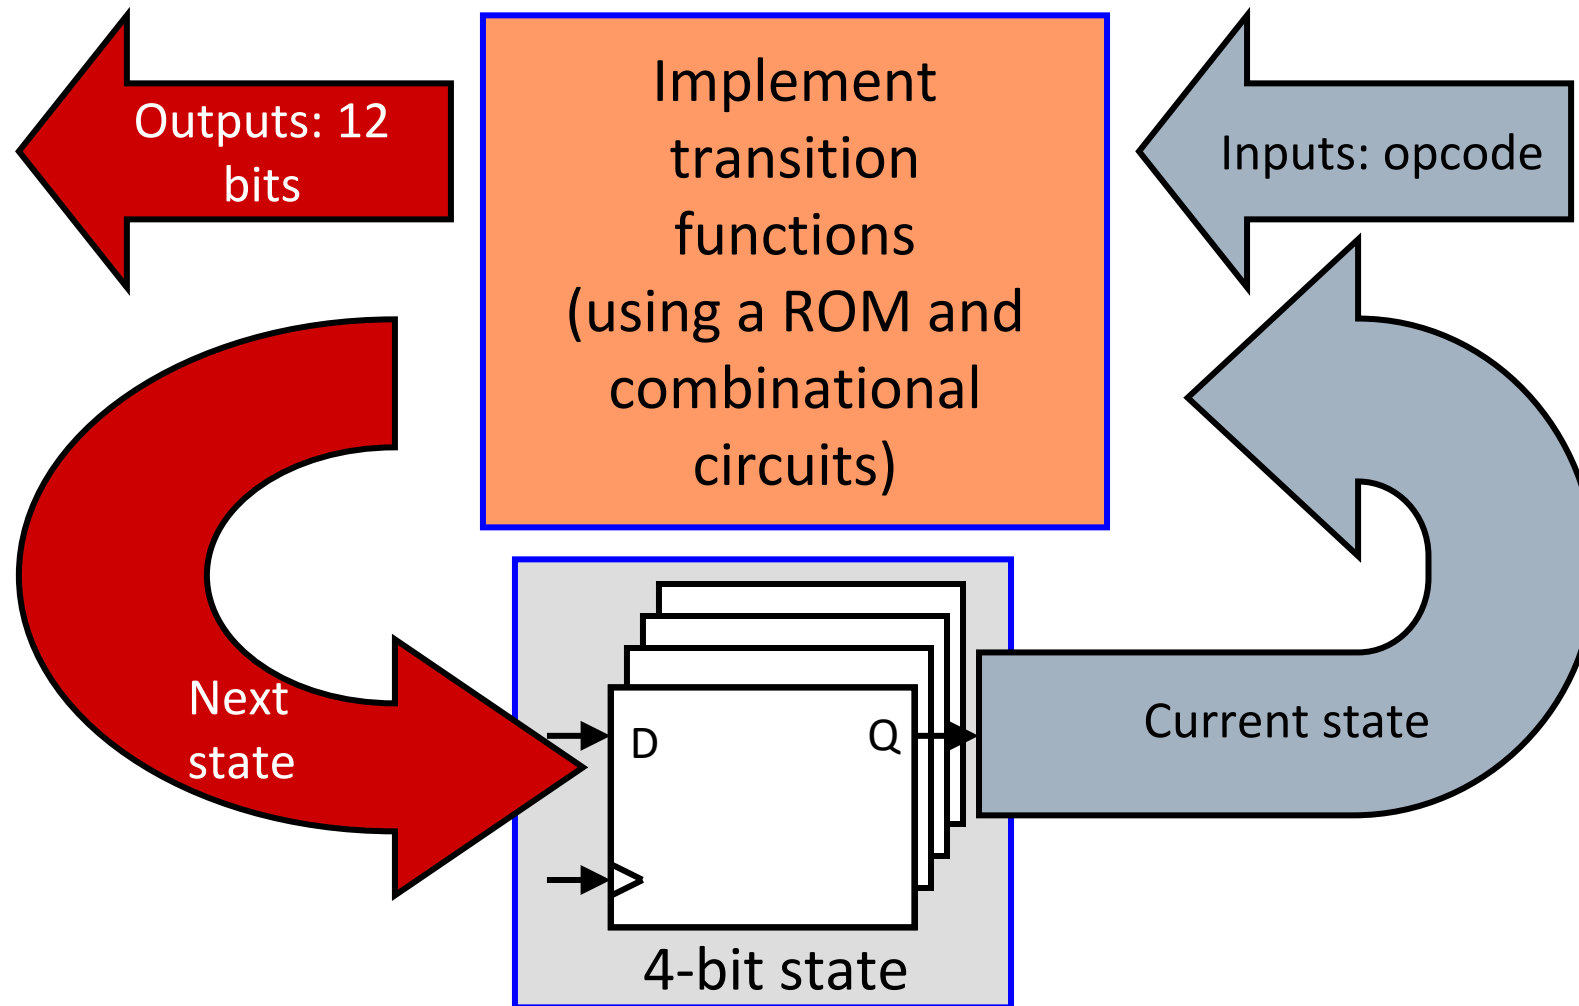 Outputs: 12
bits
Implement
transition
functions
(using a ROM and
combinational
circuits)
Inputs: opcode
Next
state
D
Q
Current state
4-bit state